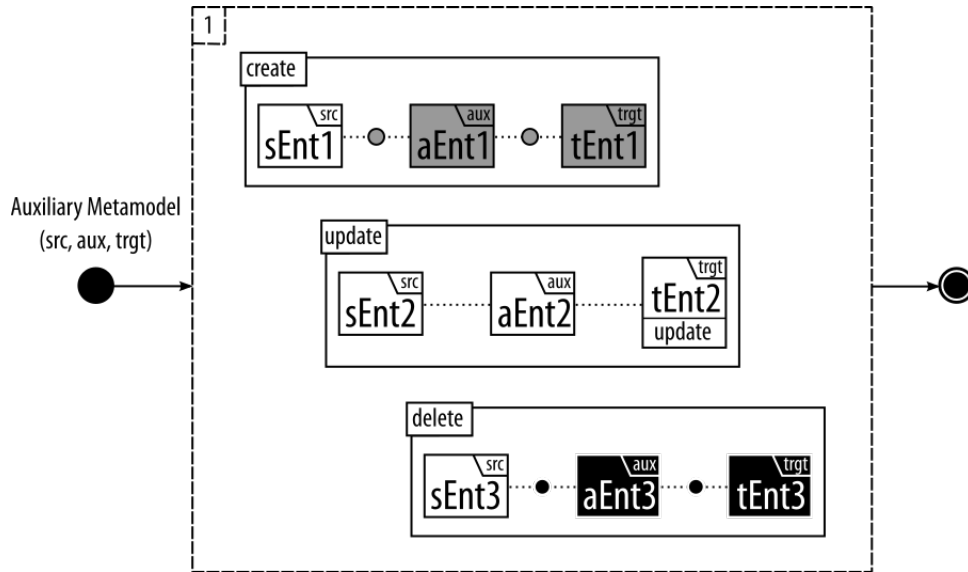 1
create
src
sEnt1
aux
aEnt1
trgt
tEnt1
Auxiliary Metamodel
(src, aux, trgt)
update
src
sEnt2
aux
aEnt2
trgt
tEnt2
update
delete
src
sEnt3
aux
aEnt3
trgt
tEnt3